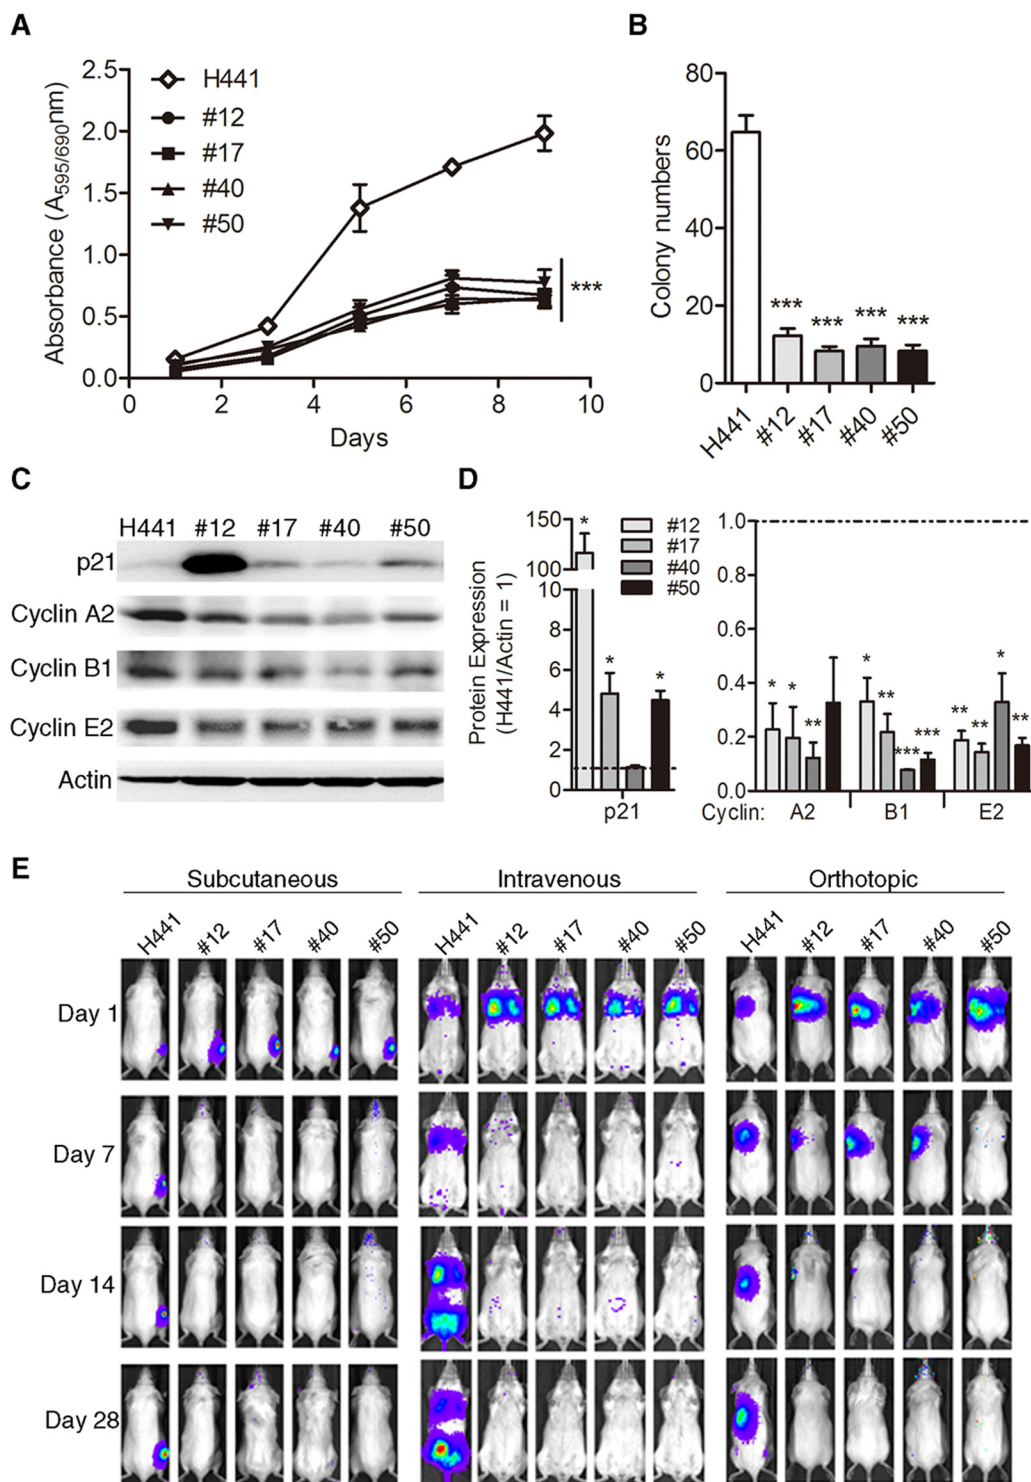 A
Absorbance (A595/690nm)
2.5
2.0
1.5
1.0
0.5
0.0
H441
#12
#17
#40
#50
***
0 2 4 6 8 10
Days
B
Colony numbers
80
60
40
20
0
*** *** *** ***
H441 #12 #17 #40 #50
C
H441 #12 #17 #40 #50
p21
Cyclin A2
Cyclin B1
Cyclin E2
Actin
D
Protein Expression
(H441/Actin = 1)
150
100
10
8
6
4
2
0
* * *
p21
#12
#17
#40
#50
1.0
0.8
0.6
0.4
0.2
0.0
* * **
* ** *** ***
** ** * **
Cyclin: A2 B1 E2
E
Subcutaneous Intravenous Orthotopic
H441 #12 #17 #40 #50 H441 #12 #17 #40 #50 H441 #12 #17 #40 #50
Day 1
Day 7
Day 14
Day 28